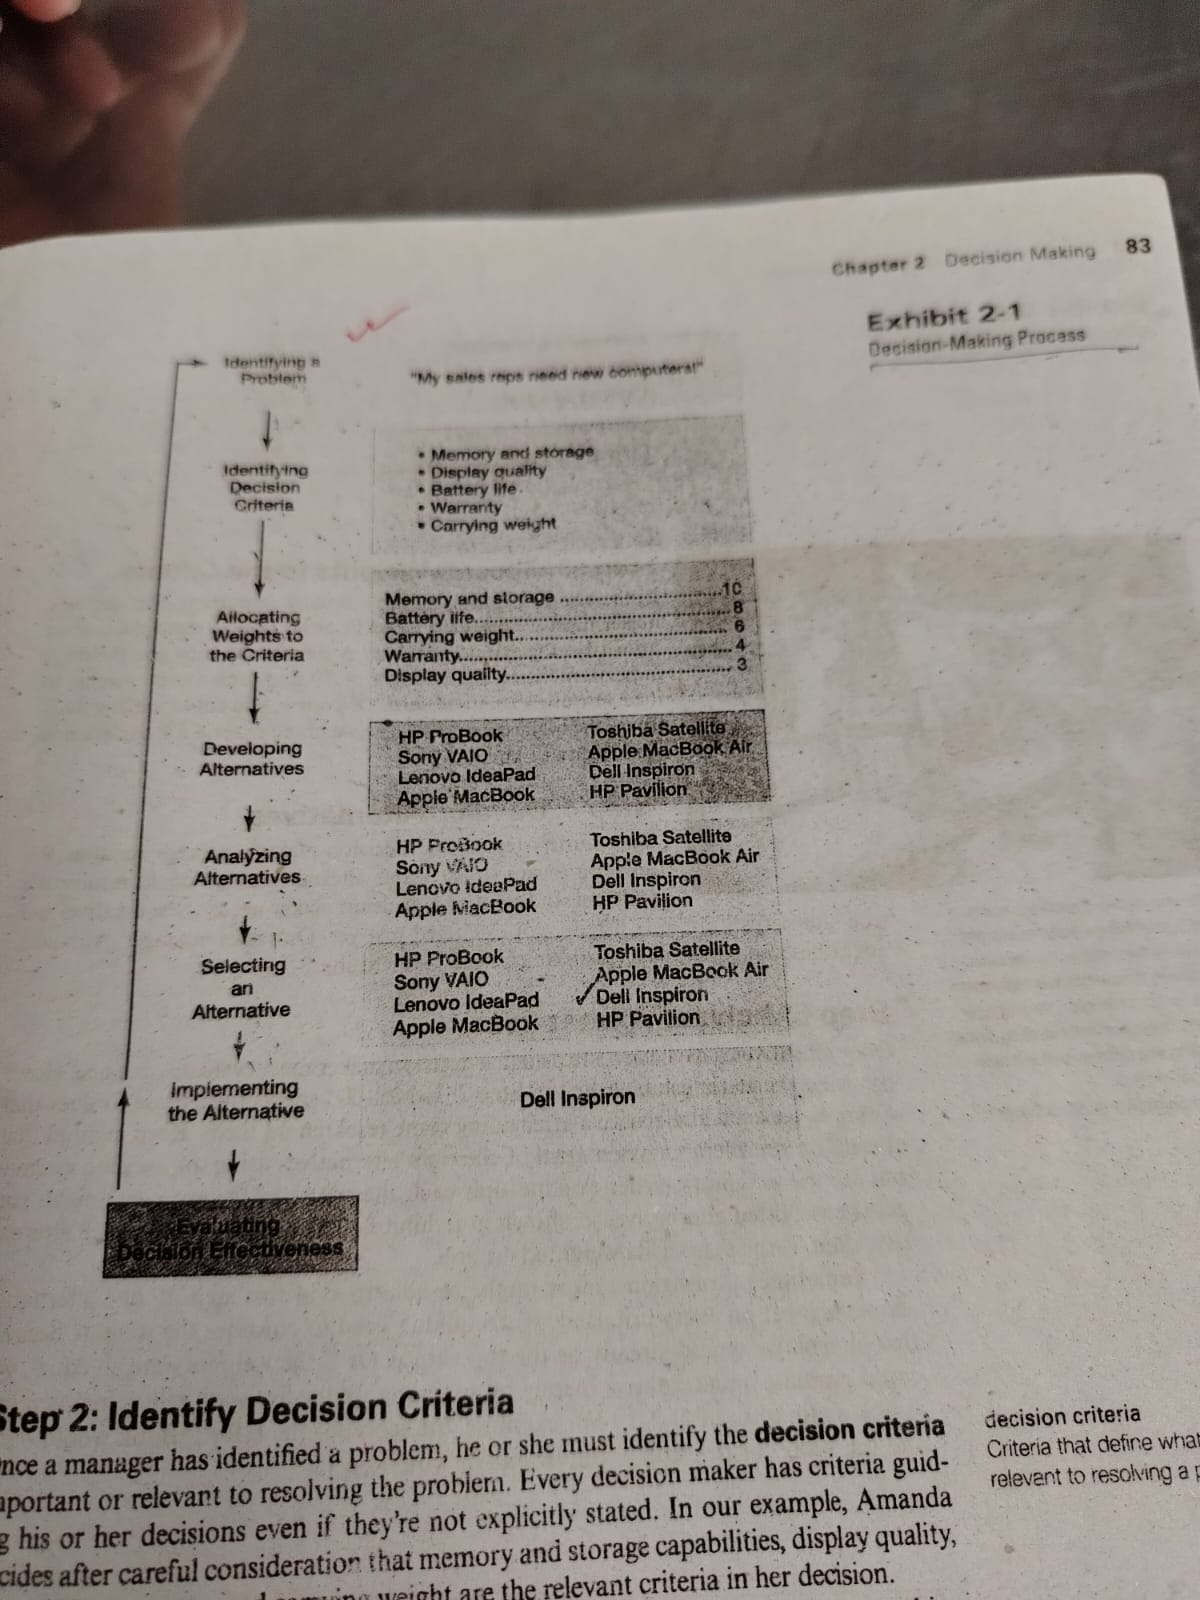 Chapter 2 Decision Making 83
Exhibit 2-1
Decision-Making Process
Identifying a
Problem
"My sales reps need new computers!"
Identifying
Decision
Criteria
• Memory and storage
• Display quality
• Battery life
• Warranty
• Carrying weight
Allocating
Weights to
the Criteria
Memory and storage ........................10
Battery life........................8
Carrying weight........................6
Warranty........................4
Display quality........................3
Developing
Alternatives
HP ProBook Toshiba Satellite
Sony VAIO Apple MacBook Air
Lenovo IdeaPad Dell Inspiron
Apple MacBook HP Pavilion
Analyzing
Alternatives
HP ProBook Toshiba Satellite
Sony VAIO Apple MacBook Air
Lenovo IdeaPad Dell Inspiron
Apple MacBook HP Pavilion
Selecting
an
Alternative
HP ProBook Toshiba Satellite
Sony VAIO Apple MacBook Air
Lenovo IdeaPad ✓ Dell Inspiron
Apple MacBook HP Pavilion
Implementing
the Alternative
Dell Inspiron
Evaluating
Decision Effectiveness
Step 2: Identify Decision Criteria
nce a manager has identified a problem, he or she must identify the decision criteria
portant or relevant to resolving the problem. Every decision maker has criteria guid-
g his or her decisions even if they're not explicitly stated. In our example, Amanda
cides after careful consideration that memory and storage capabilities, display quality,
weight are the relevant criteria in her decision.
decision criteria
Criteria that define what
relevant to resolving a p